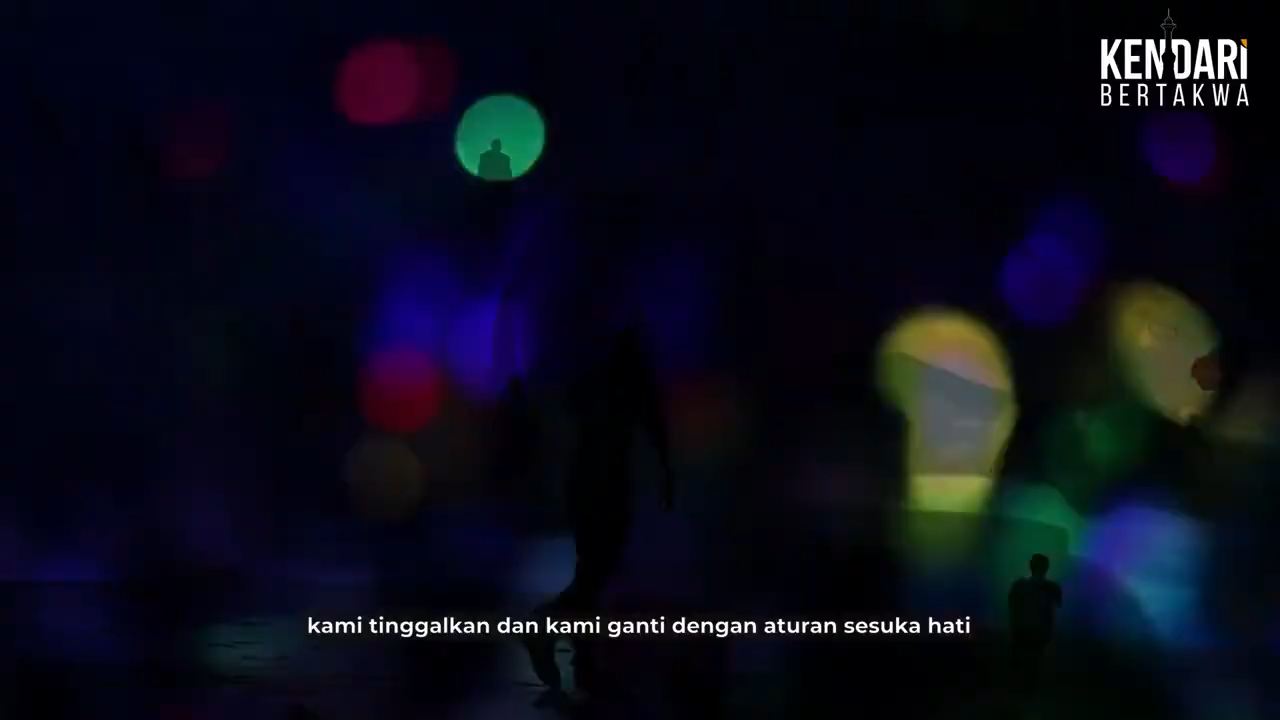 KENDARI
BERTAKWA
kami tinggalkan dan kami ganti dengan aturan sesuka hati